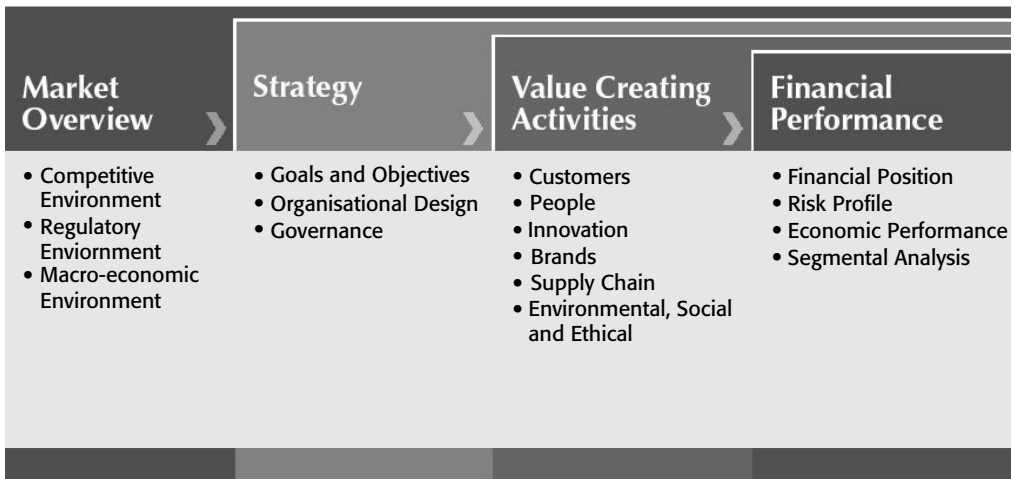 Market
Overview
• Competitive
Environment
• Regulatory
Enviornment
• Macro-economic
Environment
Strategy
• Goals and Objectives
• Organisational Design
• Governance
Value Creating
Activities
• Customers
• People
• Innovation
• Brands
• Supply Chain
• Environmental, Social
and Ethical
Financial
Performance
• Financial Position
• Risk Profile
• Economic Performance
• Segmental Analysis